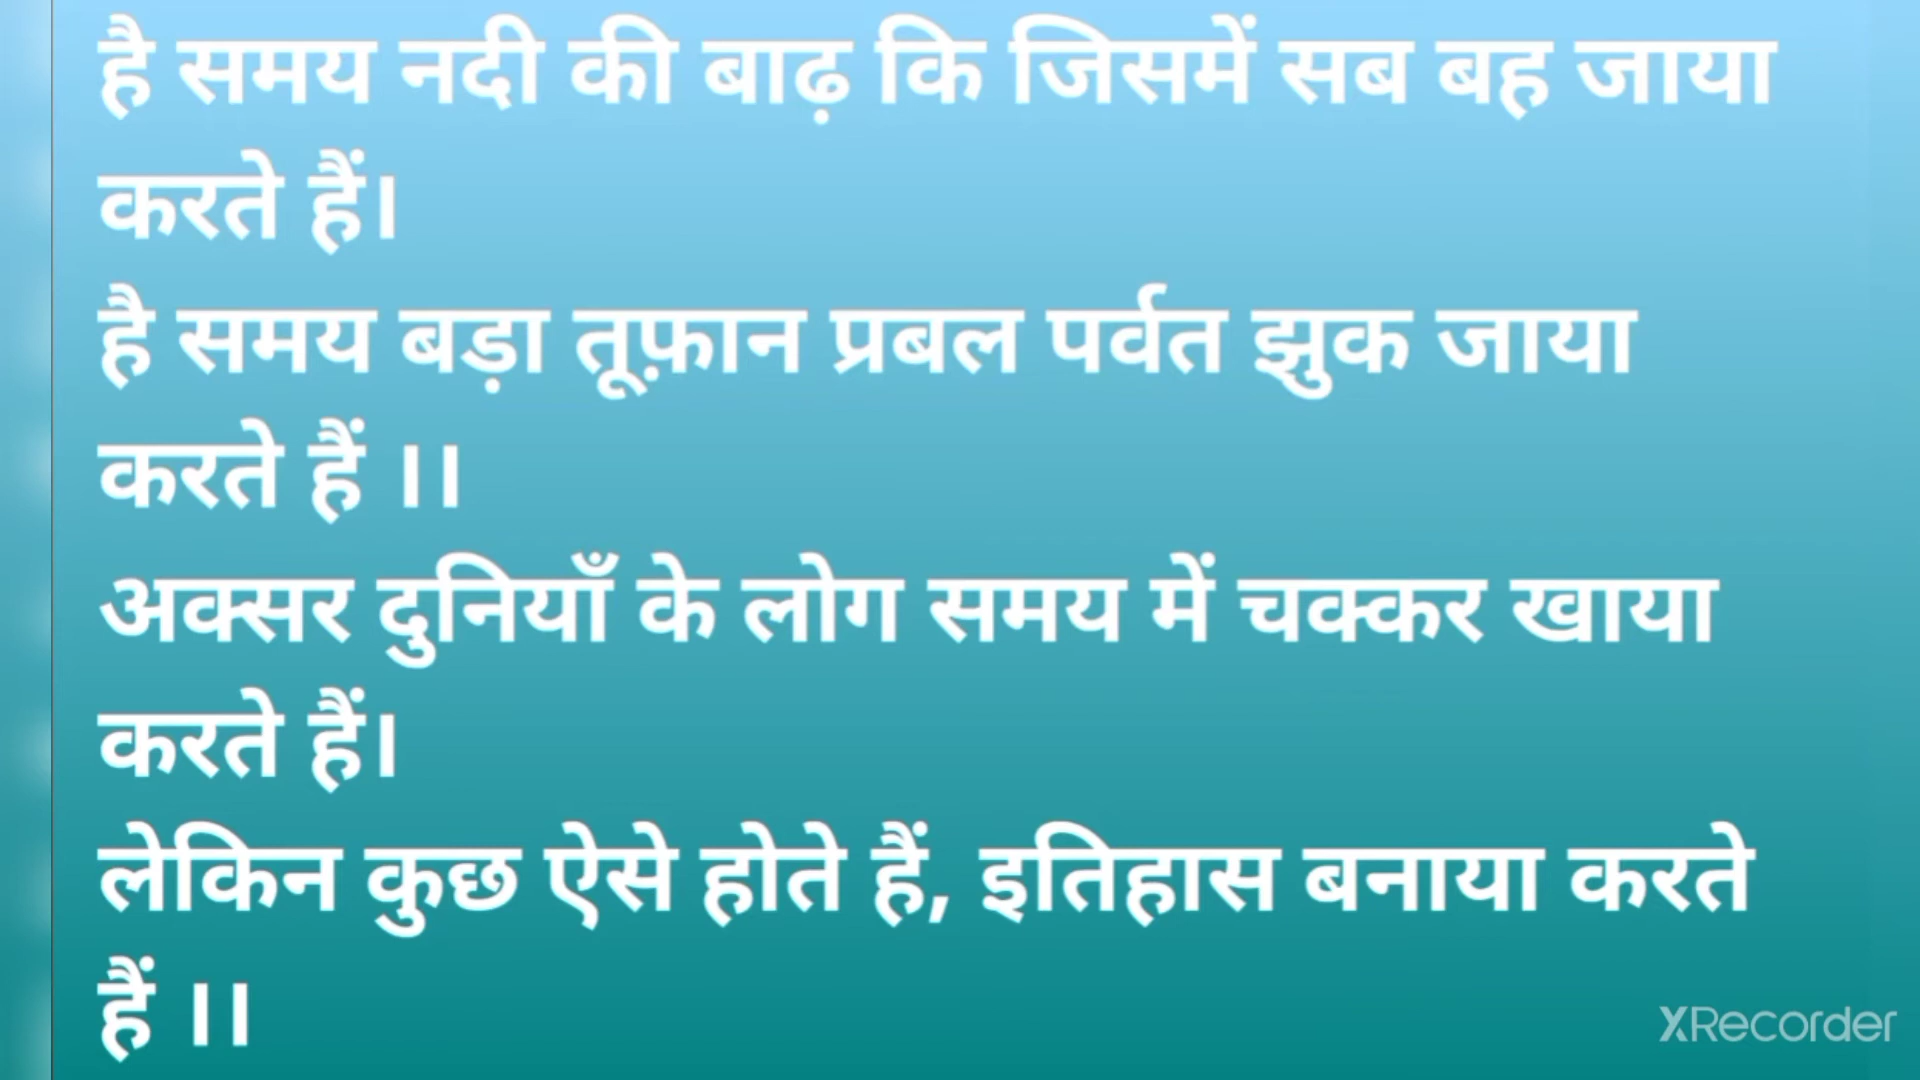 है समय नदी की बाढ़ कि जिसमें सब बह जाया
करते हैं।
है समय बड़ा तूफ़ान प्रबल पर्वत झुक जाया
करते हैं ।।
अक्सर दुनियाँ के लोग समय में चक्कर खाया
करते हैं।
लेकिन कुछ ऐसे होते हैं, इतिहास बनाया करते
हैं ।।
XRecorder